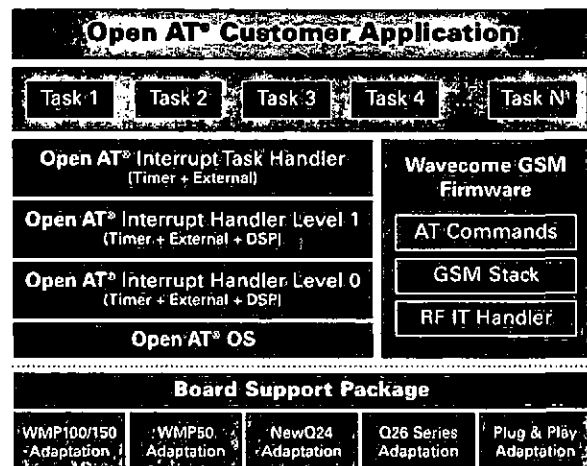 Open AT® Customer Application
Task 1
Task 2
Task 3
Task 4
Task N
Open AT® Interrupt Task Handler
(Timer + External)
Open AT® Interrupt Handler Level 1
(Timer + External + DSP)
Open AT® Interrupt Handler Level 0
(Timer + External + DSP)
Open AT® OS
Wavecome GSM
Firmware
AT Commands
GSM Stack
RF IT Handler
Board Support Package
WMP100/150
Adaptation
WMP50
Adaptation
NewQ24
Adaptation
Q26 Series
Adaptation
Plug & Play
Adaptation